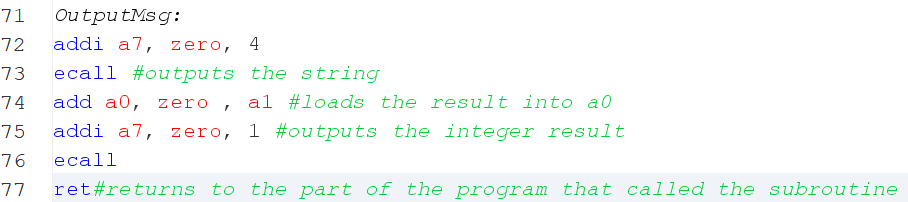 71 OutputMsg:
72 addi a7, zero, 4
73 ecall #outputs the string
74 add a0, zero , a1 #loads the result into a0
75 addi a7, zero, 1 #outputs the integer result
76 ecall
77 ret#returns to the part of the program that called the subroutine